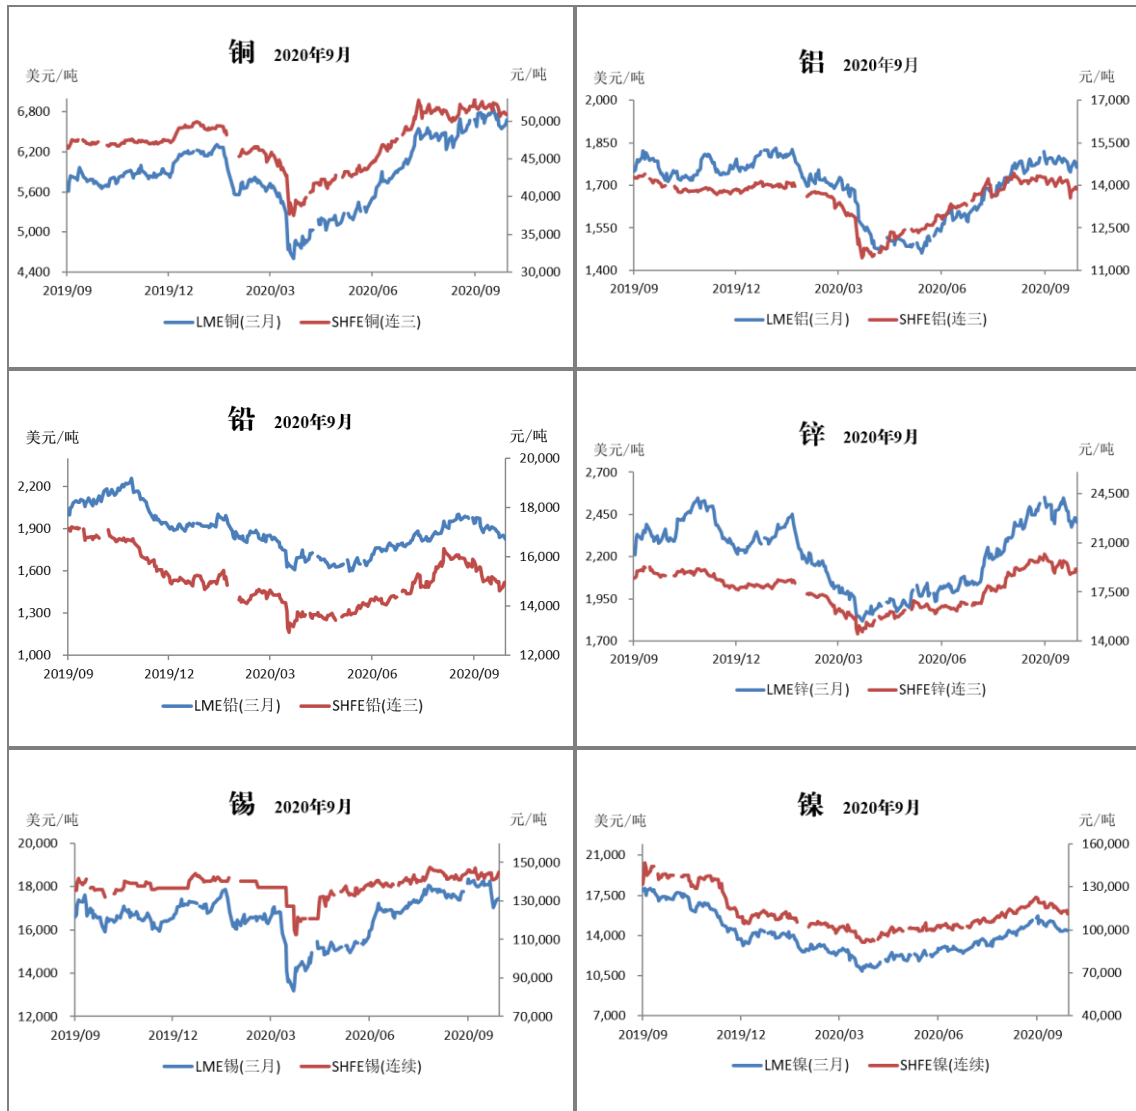 铜 2020年9月
美元/吨 元/吨
6,800
6,200
5,600
5,000
4,400
50,000
45,000
40,000
35,000
30,000
2019/09 2019/12 2020/03 2020/06 2020/09
LME铜(三月) SHFE铜(连三)
铝 2020年9月
美元/吨 元/吨
2,000
1,850
1,700
1,550
1,400
17,000
15,500
14,000
12,500
11,000
2019/09 2019/12 2020/03 2020/06 2020/09
LME铝(三月) SHFE铝(连三)
铅 2020年9月
美元/吨 元/吨
2,200
1,900
1,600
1,300
1,000
20,000
18,000
16,000
14,000
12,000
2019/09 2019/12 2020/03 2020/06 2020/09
LME铅(三月) SHFE铅(连三)
锌 2020年9月
美元/吨 元/吨
2,700
2,450
2,200
1,950
1,700
24,500
21,000
17,500
14,000
2019/09 2019/12 2020/03 2020/06 2020/09
LME锌(三月) SHFE锌(连三)
锡 2020年9月
美元/吨 元/吨
20,000
18,000
16,000
14,000
12,000
150,000
130,000
110,000
90,000
70,000
2019/09 2019/12 2020/03 2020/06 2020/09
LME锡(三月) SHFE锡(连续)
镍 2020年9月
美元/吨 元/吨
21,000
17,500
14,000
10,500
7,000
160,000
130,000
100,000
70,000
40,000
2019/09 2019/12 2020/03 2020/06 2020/09
LME镍(三月) SHFE镍(连续)